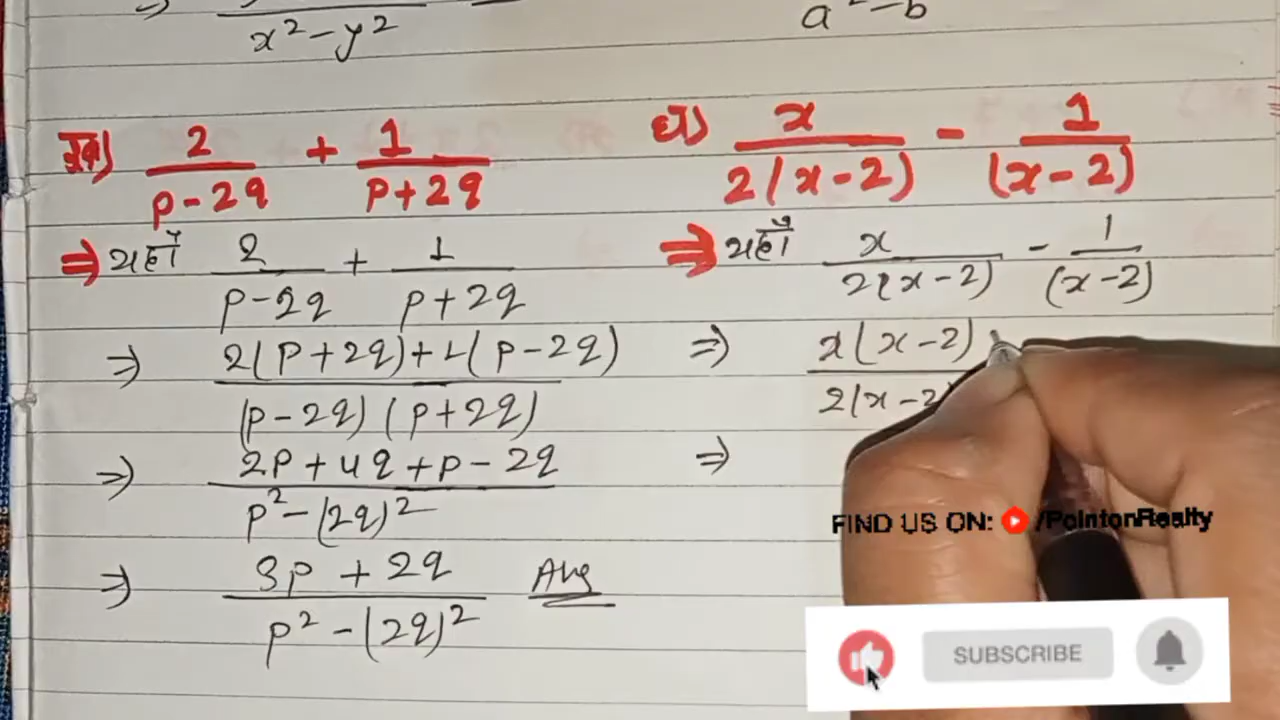 x²-y²
a²-b
2/(p-2q) + 1/(p+2q)
⇒ यहाँ 2/(p-2q) + 1/(p+2q)
⇒ (2(p+2q)+1(p-2q))/((p-2q)(p+2q))
⇒ (2p+4q+p-2q)/(p²-(2q)²)
⇒ (3p+2q)/(p²-(2q)²) Ans
x/(2(x-2)) - 1/(x-2)
⇒ यहाँ x/(2(x-2)) - 1/(x-2)
⇒ x(x-2)/2(x-2
⇒
FIND US ON: /PointonRealty
SUBSCRIBE